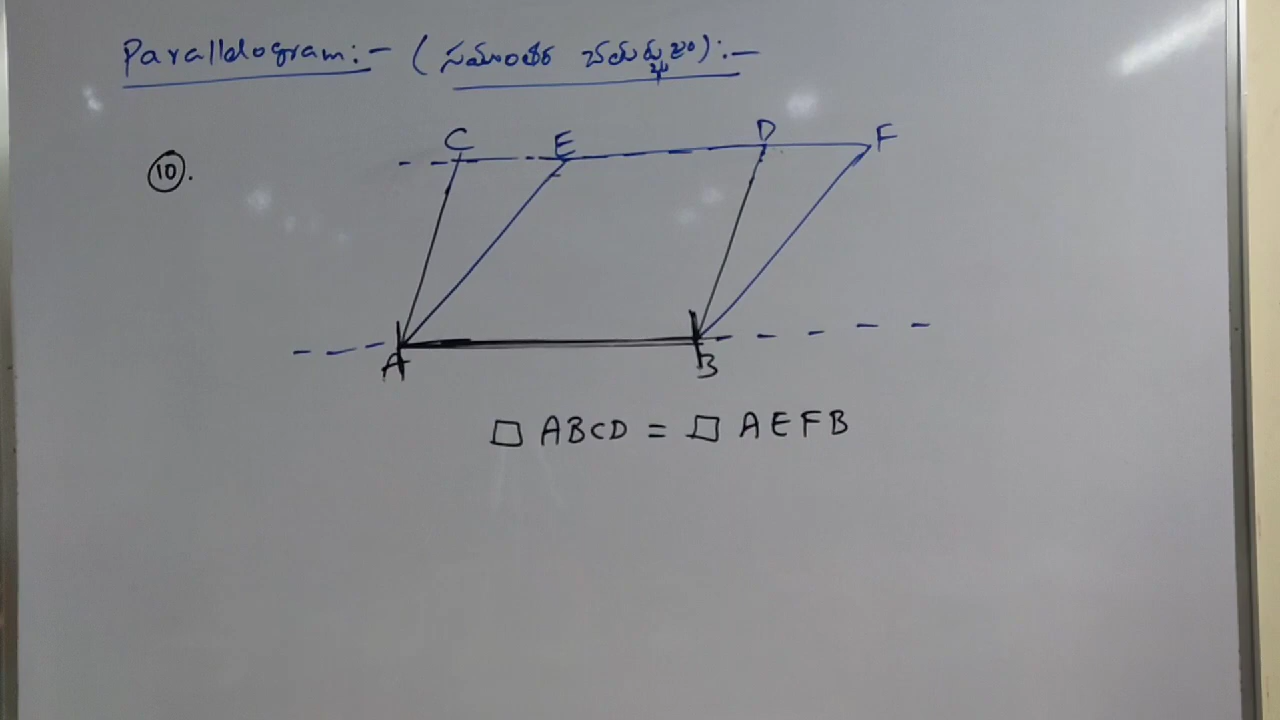 Parallelogram:- (సమాంతర చతుర్భుజం):-
10.
C E D F
A B
□ ABCD = □ AEFB